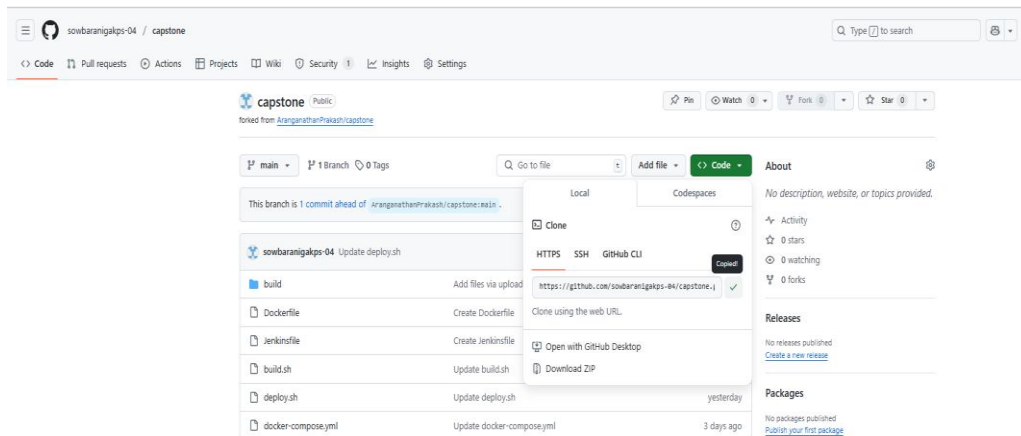 sowbaranigakps-04 / capstone
Type / to search
Code Pull requests Actions Projects Wiki Security 1 Insights Settings
capstone Public
Pin Watch 0 Fork 0 Star 0
forked from AranganathanPrakash/capstone
main 1 Branch 0 Tags
Go to file t Add file Code
About
No description, website, or topics provided.
Local Codespaces
This branch is 1 commit ahead of AranganathanPrakash/capstone:main .
Activity
Clone
0 stars
sowbaranigakps-04 Update deploy.sh
HTTPS SSH GitHub CLI
Copied!
0 watching
0 forks
build Add files via upload
https://github.com/sowbaranigakps-04/capstone.
Dockerfile Create Dockerfile
Clone using the web URL.
Releases
Jenkinsfile Create Jenkinsfile
Open with GitHub Desktop
No releases published
Create a new release
build.sh Update build.sh
Download ZIP
deploy.sh Update deploy.sh yesterday
Packages
docker-compose.yml Update docker-compose.yml 3 days ago
No packages published
Publish your first package